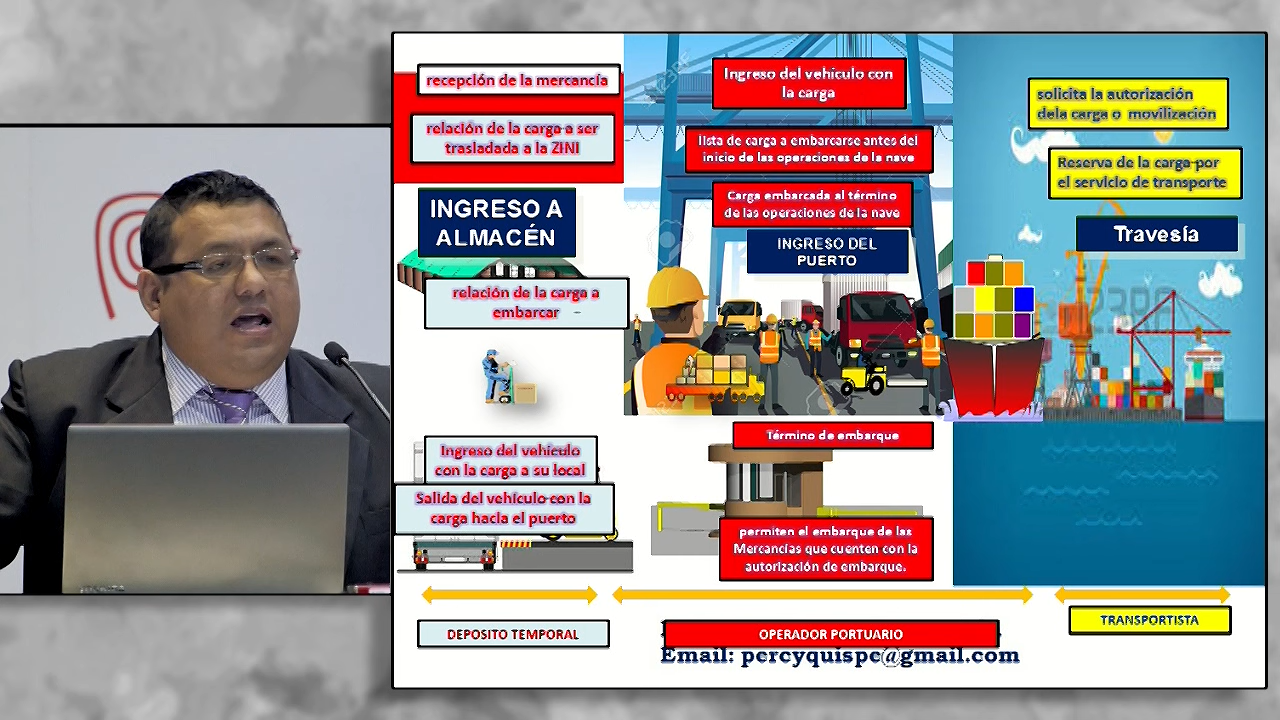 recepción de la mercancía
relación de la carga a ser
trasladada a la ZINI
INGRESO A
ALMACÉN
relación de la carga a
embarcar
Ingreso del vehículo
con la carga a su local
Salida del vehículo con la
carga hacia el puerto
DEPOSITO TEMPORAL
Ingreso del vehículo con
la carga
lista de carga a embarcarse antes del
inicio de las operaciones de la nave
Carga embarcada al término
de las operaciones de la nave
INGRESO DEL
PUERTO
Término de embarque
permiten el embarque de las
Mercancías que cuenten con la
autorización de embarque.
OPERADOR PORTUARIO
Email: percyquispe@gmail.com
solicita la autorización
dela carga o movilización
Reserva de la carga por
el servicio de transporte
Travesía
TRANSPORTISTA